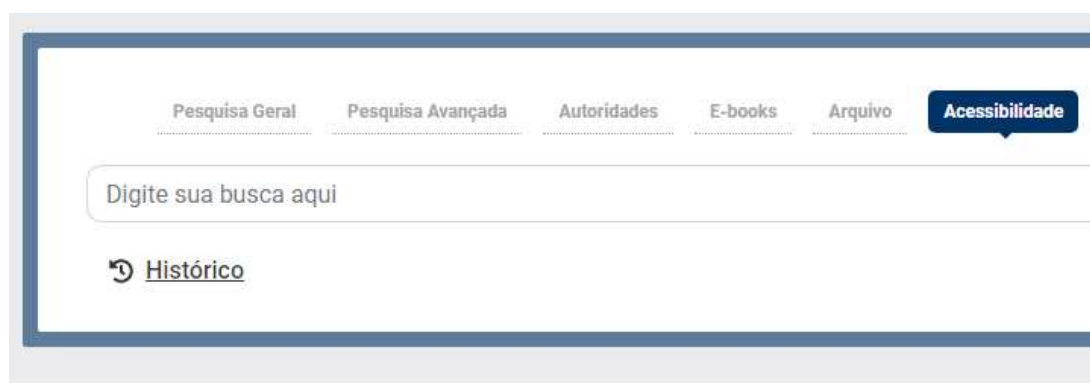 Pesquisa Geral Pesquisa Avançada Autoridades E-books Arquivo Acessibilidade
Digite sua busca aqui
Histórico